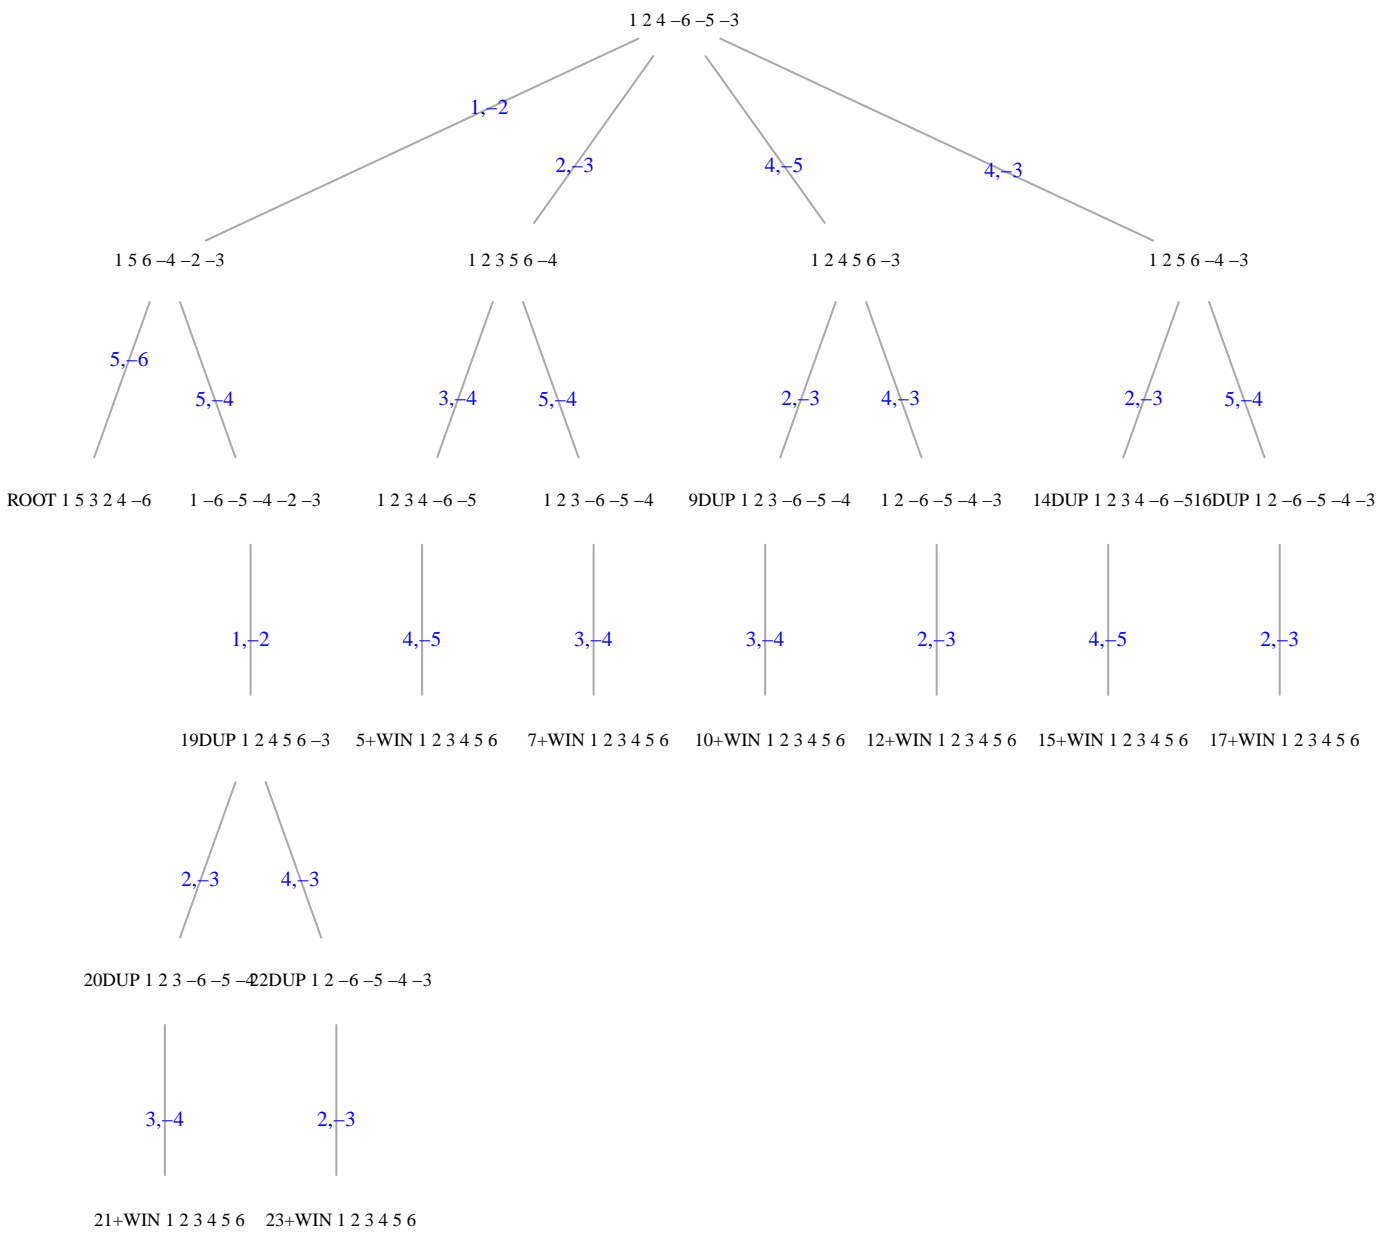 1 2 4 –6 –5 –3
1,–2
2,–3
4,–5
4,–3
1 5 6 –4 –2 –3
1 2 3 5 6 –4
1 2 4 5 6 –3
1 2 5 6 –4 –3
5,–6
5,–4
3,–4
5,–4
2,–3
4,–3
2,–3
5,–4
ROOT 1 5 3 2 4 –6
1 –6 –5 –4 –2 –3
1 2 3 4 –6 –5
1 2 3 –6 –5 –4
9DUP 1 2 3 –6 –5 –4
1 2 –6 –5 –4 –3
14DUP 1 2 3 4 –6 –5
16DUP 1 2 –6 –5 –4 –3
1,–2
4,–5
3,–4
3,–4
2,–3
4,–5
2,–3
19DUP 1 2 4 5 6 –3
5+WIN 1 2 3 4 5 6
7+WIN 1 2 3 4 5 6
10+WIN 1 2 3 4 5 6
12+WIN 1 2 3 4 5 6
15+WIN 1 2 3 4 5 6
17+WIN 1 2 3 4 5 6
2,–3
4,–3
20DUP 1 2 3 –6 –5 –4
22DUP 1 2 –6 –5 –4 –3
3,–4
2,–3
21+WIN 1 2 3 4 5 6
23+WIN 1 2 3 4 5 6